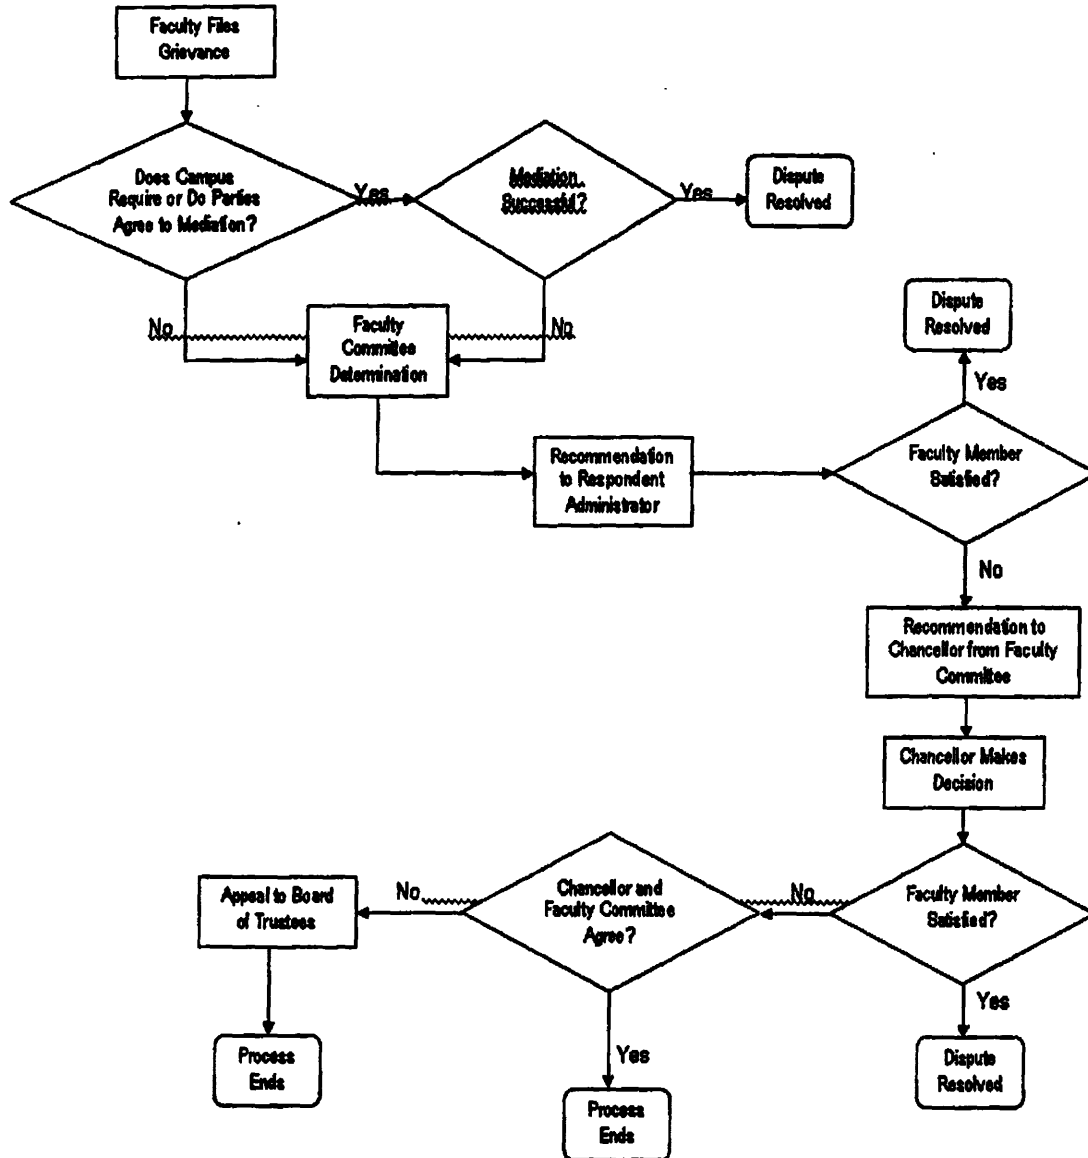 Faculty Files
Grievance
Does Campus
Require or Do Parties
Agree to Mediation?
Yes
Mediation
Successful?
Yes
Dispute
Resolved
No
Faculty
Committee
Determination
No
Dispute
Resolved
Yes
Recommendation
to Respondent
Administrator
Faculty Member
Satisfied?
No
Recommendation to
Chancellor from Faculty
Committee
Chancellor Makes
Decision
Appeal to Board
of Trustees
No
Chancellor and
Faculty Committee
Agree?
No
Faculty Member
Satisfied?
Yes
Process
Ends
Yes
Dispute
Resolved
Process
Ends